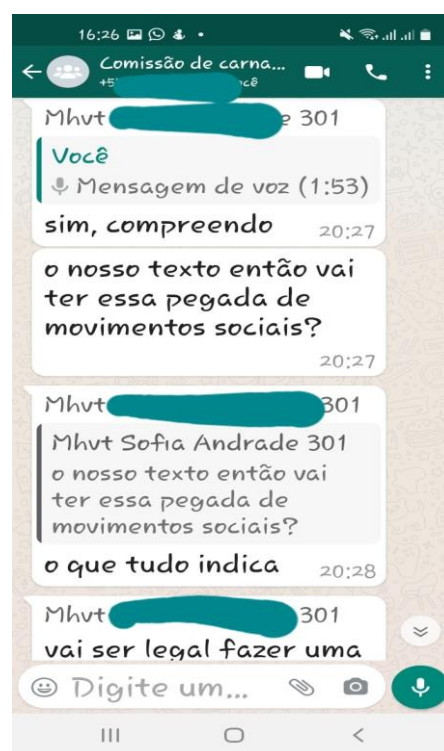 16:26
Comissão de carna...
Mhvt 301
Você
Mensagem de voz (1:53)
sim, compreendo 20:27
o nosso texto então vai
ter essa pegada de
movimentos sociais?
20:27
Mhvt 301
Mhvt Sofia Andrade 301
o nosso texto então vai
ter essa pegada de
movimentos sociais?
o que tudo indica 20:28
Mhvt 301
vai ser legal fazer uma
Digite um...